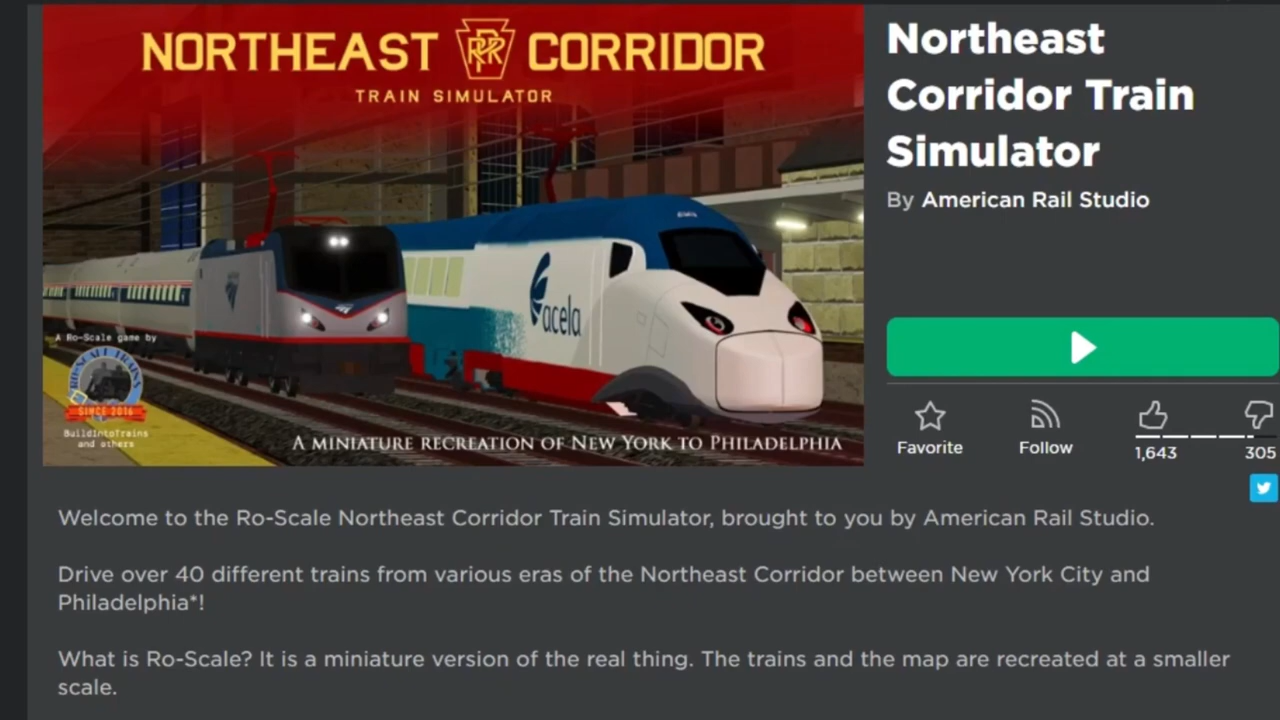 NORTHEAST PRR CORRIDOR
TRAIN SIMULATOR
acela
A Ro-Scale game by
RO-SCALE TRAINS
SINCE 2016
BuildIntoTrains
and others
A MINIATURE RECREATION OF NEW YORK TO PHILADELPHIA
Northeast
Corridor Train
Simulator
By American Rail Studio
Favorite
Follow
1,643
305
Welcome to the Ro-Scale Northeast Corridor Train Simulator, brought to you by American Rail Studio.
Drive over 40 different trains from various eras of the Northeast Corridor between New York City and
Philadelphia*!
What is Ro-Scale? It is a miniature version of the real thing. The trains and the map are recreated at a smaller
scale.